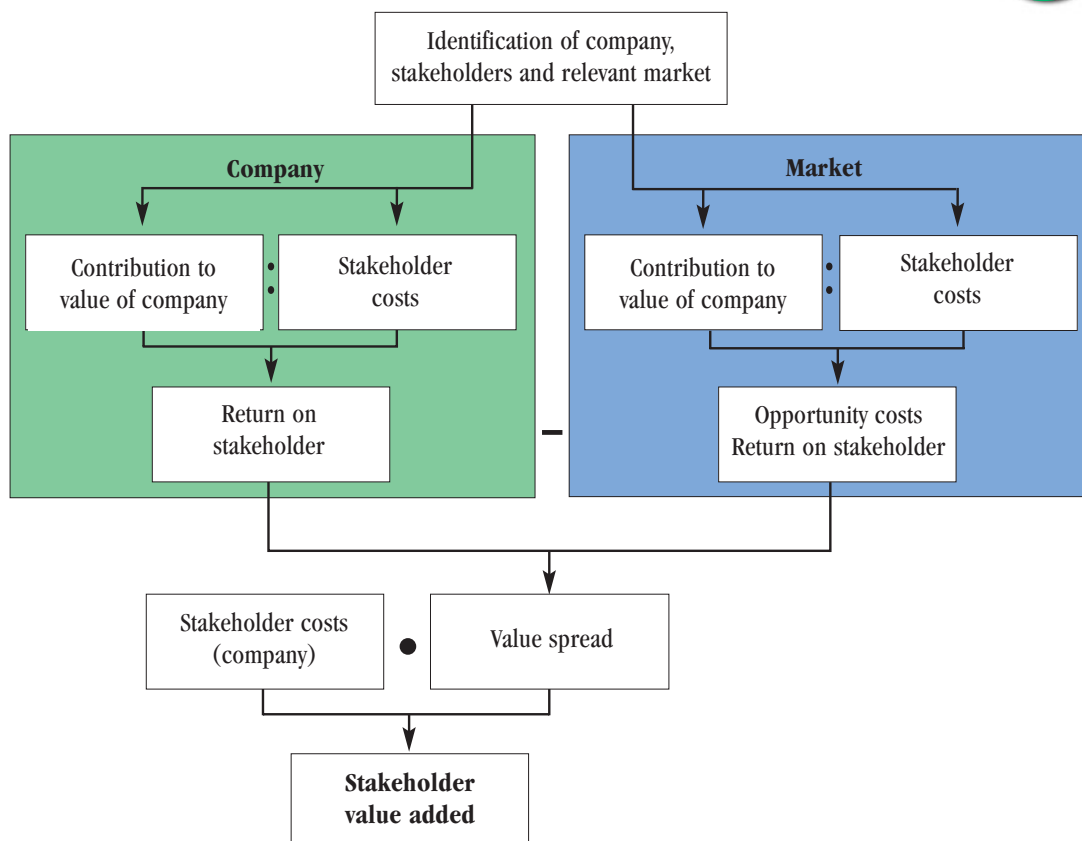 Identification of company,
stakeholders and relevant market
Company
Contribution to
value of company
:
Stakeholder
costs
Return on
stakeholder
–
Market
Contribution to
value of company
:
Stakeholder
costs
Opportunity costs
Return on stakeholder
Stakeholder costs
(company)
•
Value spread
Stakeholder
value added